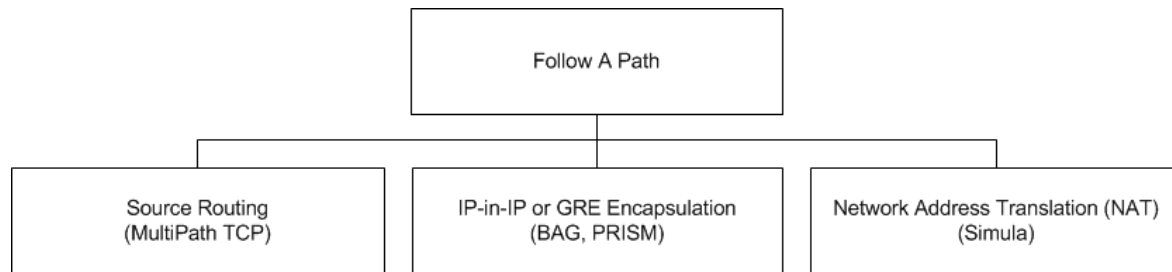 Follow A Path
Source Routing
(MultiPath TCP)
IP-in-IP or GRE Encapsulation
(BAG, PRISM)
Network Address Translation (NAT)
(Simula)